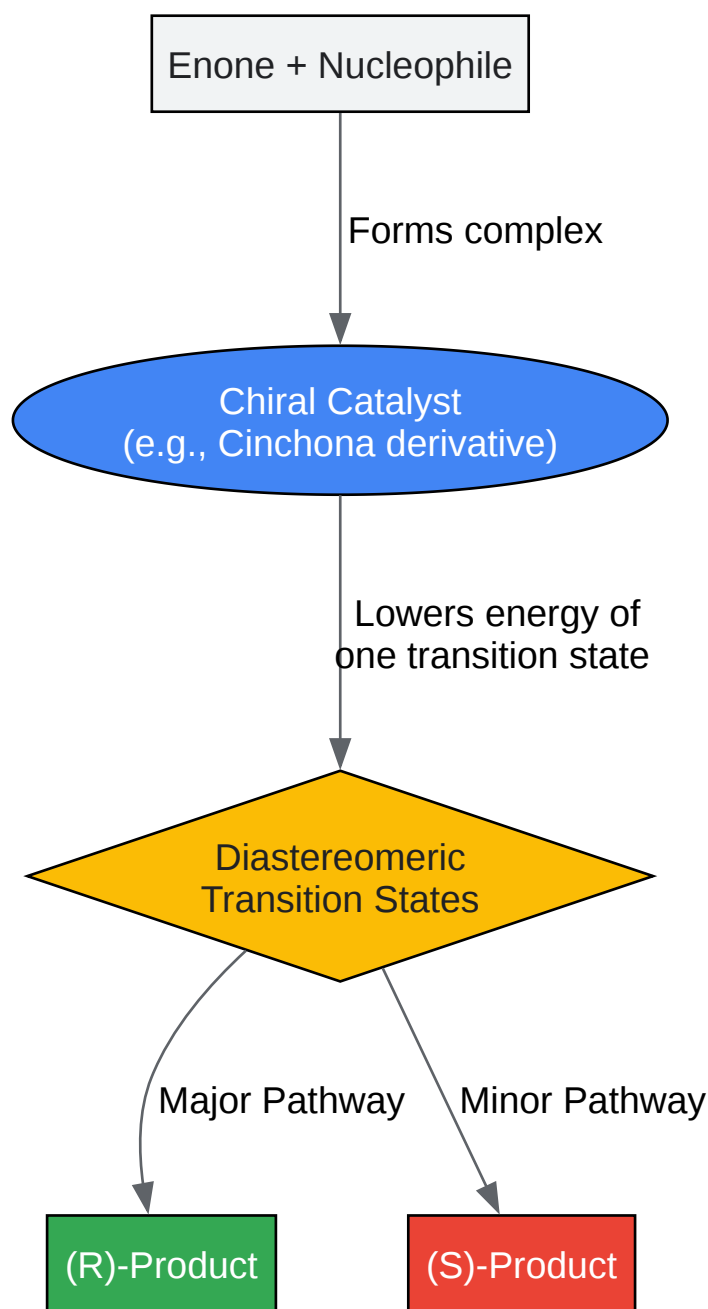 Enone + Nucleophile
Forms complex
Chiral Catalyst
(e.g., Cinchona derivative)
Lowers energy of
one transition state
Diastereomeric
Transition States
Major Pathway
Minor Pathway
(R)-Product
(S)-Product